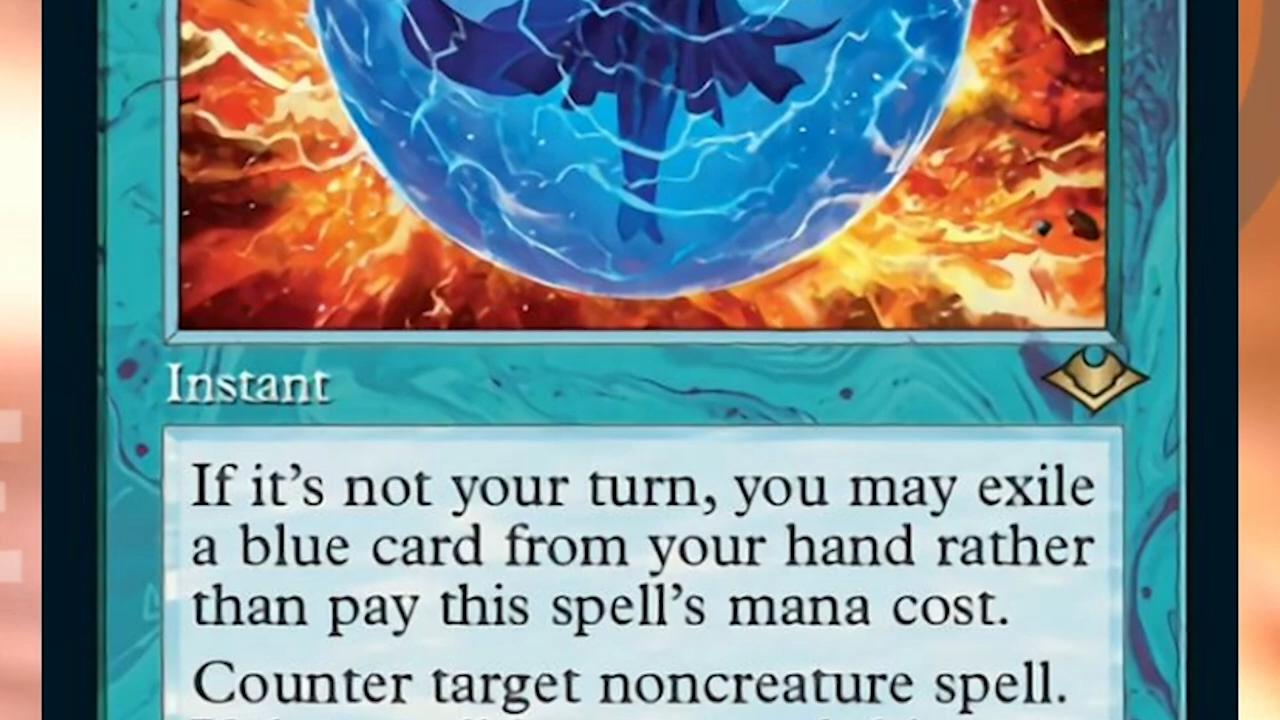 Instant
If it's not your turn, you may exile
a blue card from your hand rather
than pay this spell's mana cost.
Counter target noncreature spell.